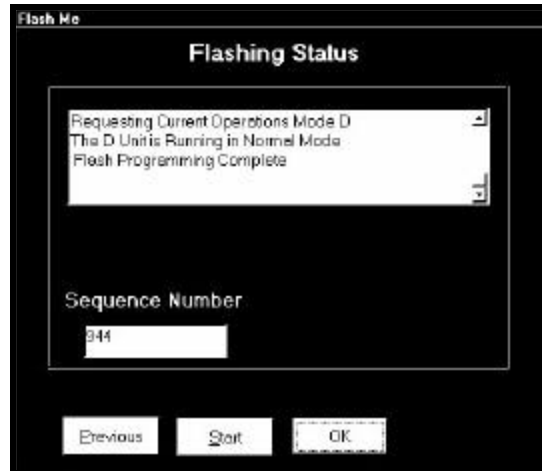 Flash Me
Flashing Status
Requesting Current Operations Mode D
The D Unit is Running in Normal Mode
Flash Programming Complete
Sequence Number
944
Previous
Start
OK